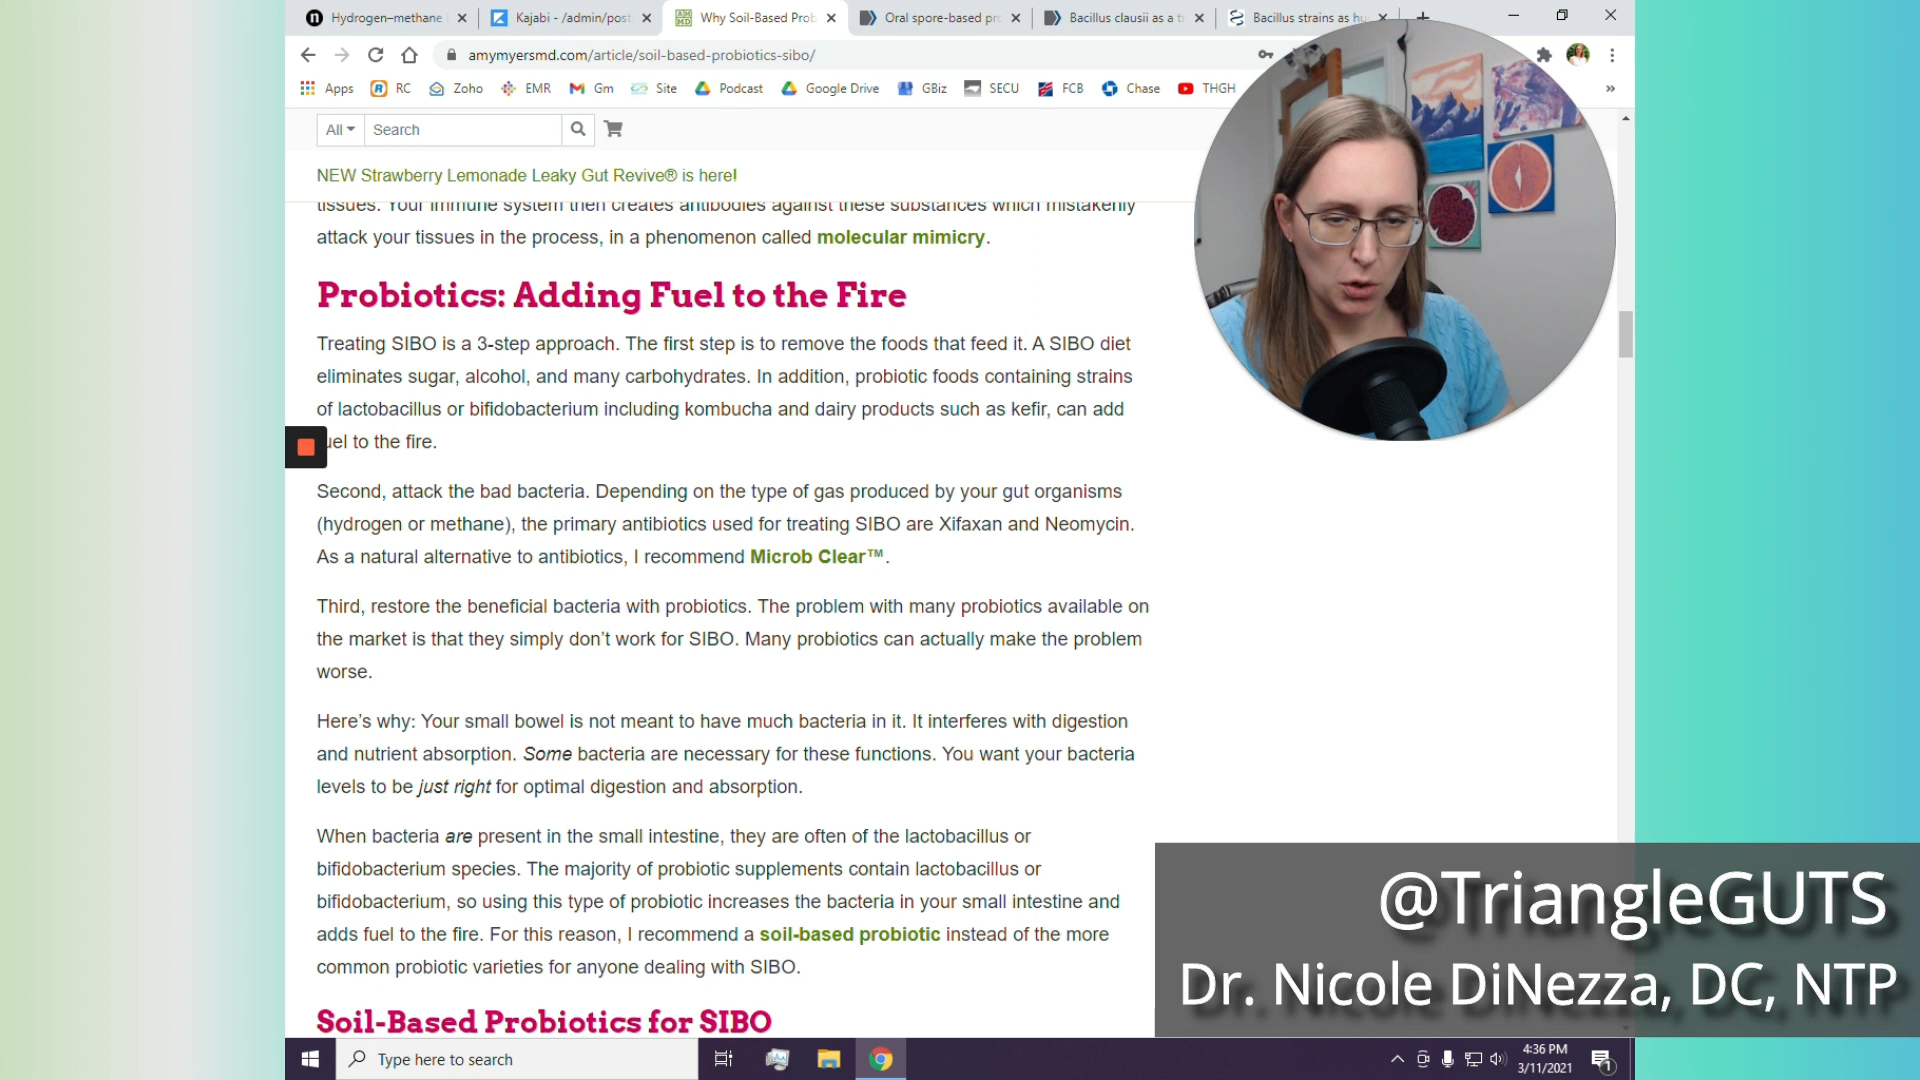 Hydrogen–methane
Kajabi - /admin/post
Why Soil-Based Prob
Oral spore-based pro
Bacillus clausii as a t
Bacillus strains as hu
amymyersmd.com/article/soil-based-probiotics-sibo/
Apps RC Zoho EMR Gm Site Podcast Google Drive GBiz SECU FCB Chase THGH
All Search
NEW Strawberry Lemonade Leaky Gut Revive® is here!
tissues. Your immune system then creates antibodies against these substances which mistakenly
attack your tissues in the process, in a phenomenon called molecular mimicry.
Probiotics: Adding Fuel to the Fire
Treating SIBO is a 3-step approach. The first step is to remove the foods that feed it. A SIBO diet
eliminates sugar, alcohol, and many carbohydrates. In addition, probiotic foods containing strains
of lactobacillus or bifidobacterium including kombucha and dairy products such as kefir, can add
uel to the fire.
Second, attack the bad bacteria. Depending on the type of gas produced by your gut organisms
(hydrogen or methane), the primary antibiotics used for treating SIBO are Xifaxan and Neomycin.
As a natural alternative to antibiotics, I recommend Microb Clear™.
Third, restore the beneficial bacteria with probiotics. The problem with many probiotics available on
the market is that they simply don’t work for SIBO. Many probiotics can actually make the problem
worse.
Here’s why: Your small bowel is not meant to have much bacteria in it. It interferes with digestion
and nutrient absorption. Some bacteria are necessary for these functions. You want your bacteria
levels to be just right for optimal digestion and absorption.
When bacteria are present in the small intestine, they are often of the lactobacillus or
bifidobacterium species. The majority of probiotic supplements contain lactobacillus or
bifidobacterium, so using this type of probiotic increases the bacteria in your small intestine and
adds fuel to the fire. For this reason, I recommend a soil-based probiotic instead of the more
common probiotic varieties for anyone dealing with SIBO.
Soil-Based Probiotics for SIBO
@TriangleGUTS
Dr. Nicole DiNezza, DC, NTP
Type here to search
4:36 PM
3/11/2021
1